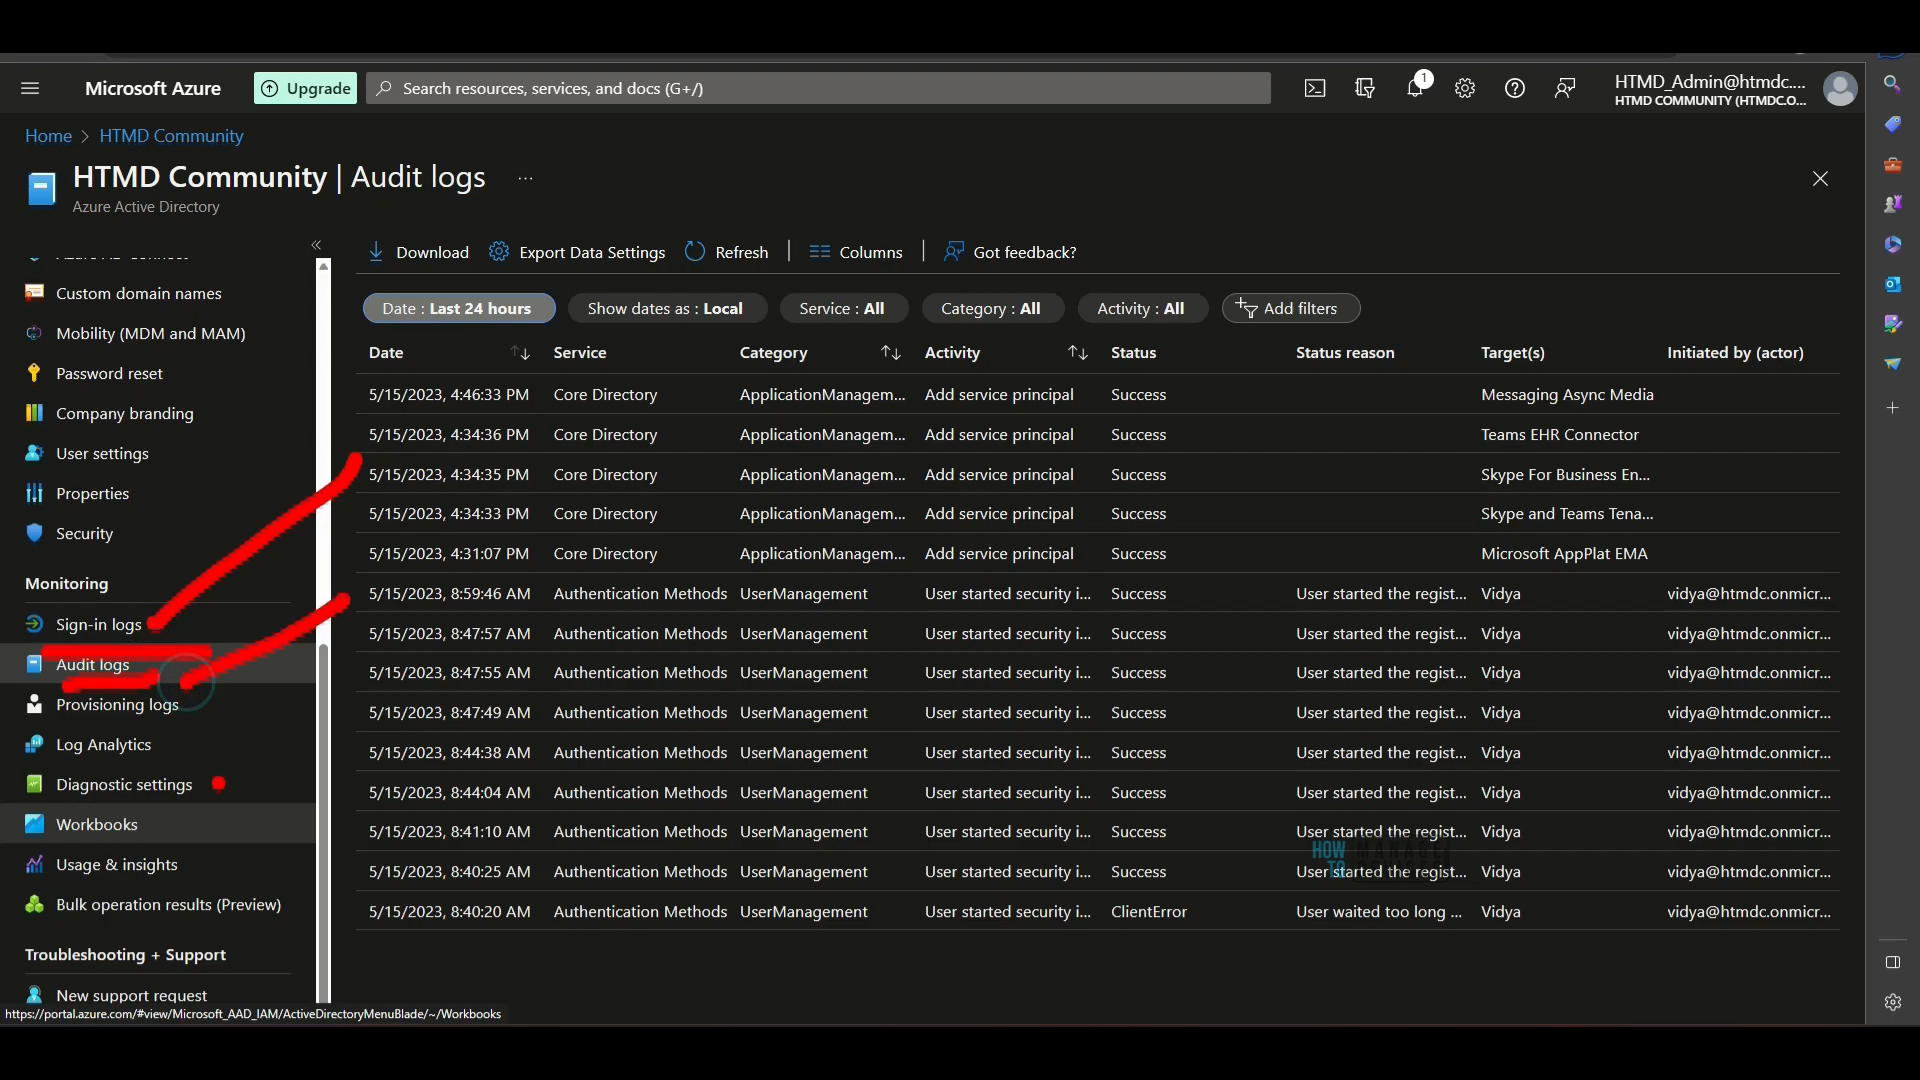 Microsoft Azure
Upgrade
Search resources, services, and docs (G+/)
1
HTMD_Admin@htmdc....
HTMD COMMUNITY (HTMDC.O...
Home > HTMD Community
HTMD Community | Audit logs ...
Azure Active Directory
«
Download
Export Data Settings
Refresh
Columns
Got feedback?
Custom domain names
Mobility (MDM and MAM)
Password reset
Company branding
User settings
Properties
Security
Monitoring
Sign-in logs
Audit logs
Provisioning logs
Log Analytics
Diagnostic settings
Workbooks
Usage & insights
Bulk operation results (Preview)
Troubleshooting + Support
New support request
https://portal.azure.com/#view/Microsoft_AAD_IAM/ActiveDirectoryMenuBlade/~/Workbooks
Date : Last 24 hours Show dates as : Local Service : All Category : All Activity : All Add filters
Date Service Category Activity Status Status reason Target(s) Initiated by (actor)
5/15/2023, 4:46:33 PM Core Directory ApplicationManagem... Add service principal Success Messaging Async Media
5/15/2023, 4:34:36 PM Core Directory ApplicationManagem... Add service principal Success Teams EHR Connector
5/15/2023, 4:34:35 PM Core Directory ApplicationManagem... Add service principal Success Skype For Business En...
5/15/2023, 4:34:33 PM Core Directory ApplicationManagem... Add service principal Success Skype and Teams Tena...
5/15/2023, 4:31:07 PM Core Directory ApplicationManagem... Add service principal Success Microsoft AppPlat EMA
5/15/2023, 8:59:46 AM Authentication Methods UserManagement User started security i... Success User started the regist... Vidya vidya@htmdc.onmicr...
5/15/2023, 8:47:57 AM Authentication Methods UserManagement User started security i... Success User started the regist... Vidya vidya@htmdc.onmicr...
5/15/2023, 8:47:55 AM Authentication Methods UserManagement User started security i... Success User started the regist... Vidya vidya@htmdc.onmicr...
5/15/2023, 8:47:49 AM Authentication Methods UserManagement User started security i... Success User started the regist... Vidya vidya@htmdc.onmicr...
5/15/2023, 8:44:38 AM Authentication Methods UserManagement User started security i... Success User started the regist... Vidya vidya@htmdc.onmicr...
5/15/2023, 8:44:04 AM Authentication Methods UserManagement User started security i... Success User started the regist... Vidya vidya@htmdc.onmicr...
5/15/2023, 8:41:10 AM Authentication Methods UserManagement User started security i... Success User started the regist... Vidya vidya@htmdc.onmicr...
5/15/2023, 8:40:25 AM Authentication Methods UserManagement User started security i... Success User started the regist... Vidya vidya@htmdc.onmicr...
5/15/2023, 8:40:20 AM Authentication Methods UserManagement User started security i... ClientError User waited too long ... Vidya vidya@htmdc.onmicr...
HOW MANAGE
TO